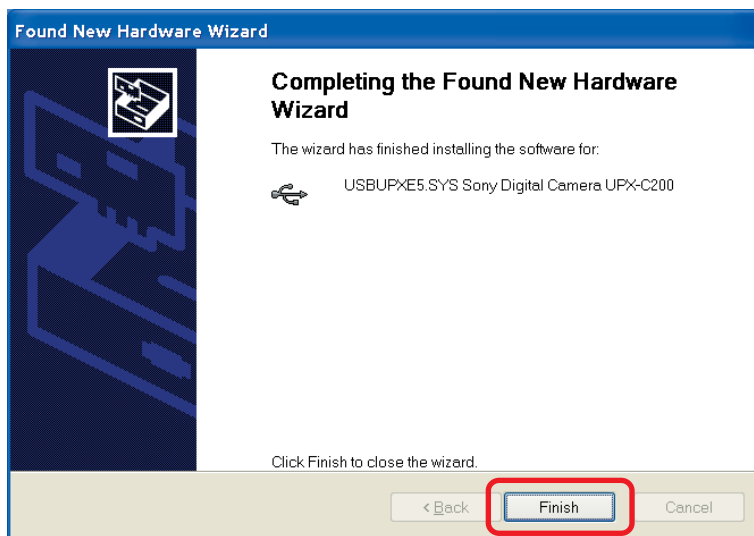 Found New Hardware Wizard
Completing the Found New Hardware
Wizard
The wizard has finished installing the software for:
USBUPXE5.SYS Sony Digital Camera UPX-C200
Click Finish to close the wizard.
< Back Finish Cancel